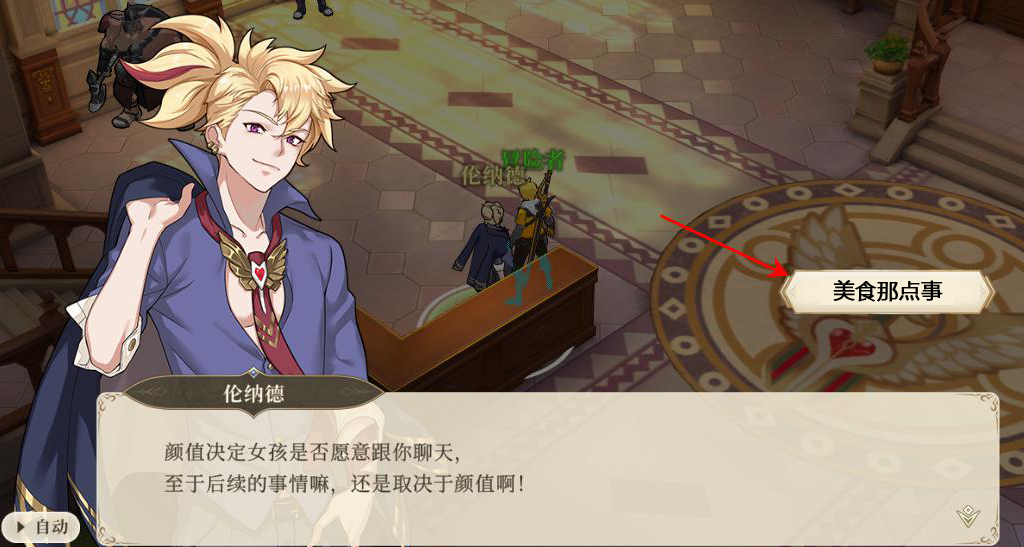 冒险者
伦纳德
美食那点事
伦纳德
颜值决定女孩是否愿意跟你聊天，
至于后续的事情嘛，还是取决于颜值啊！
自动